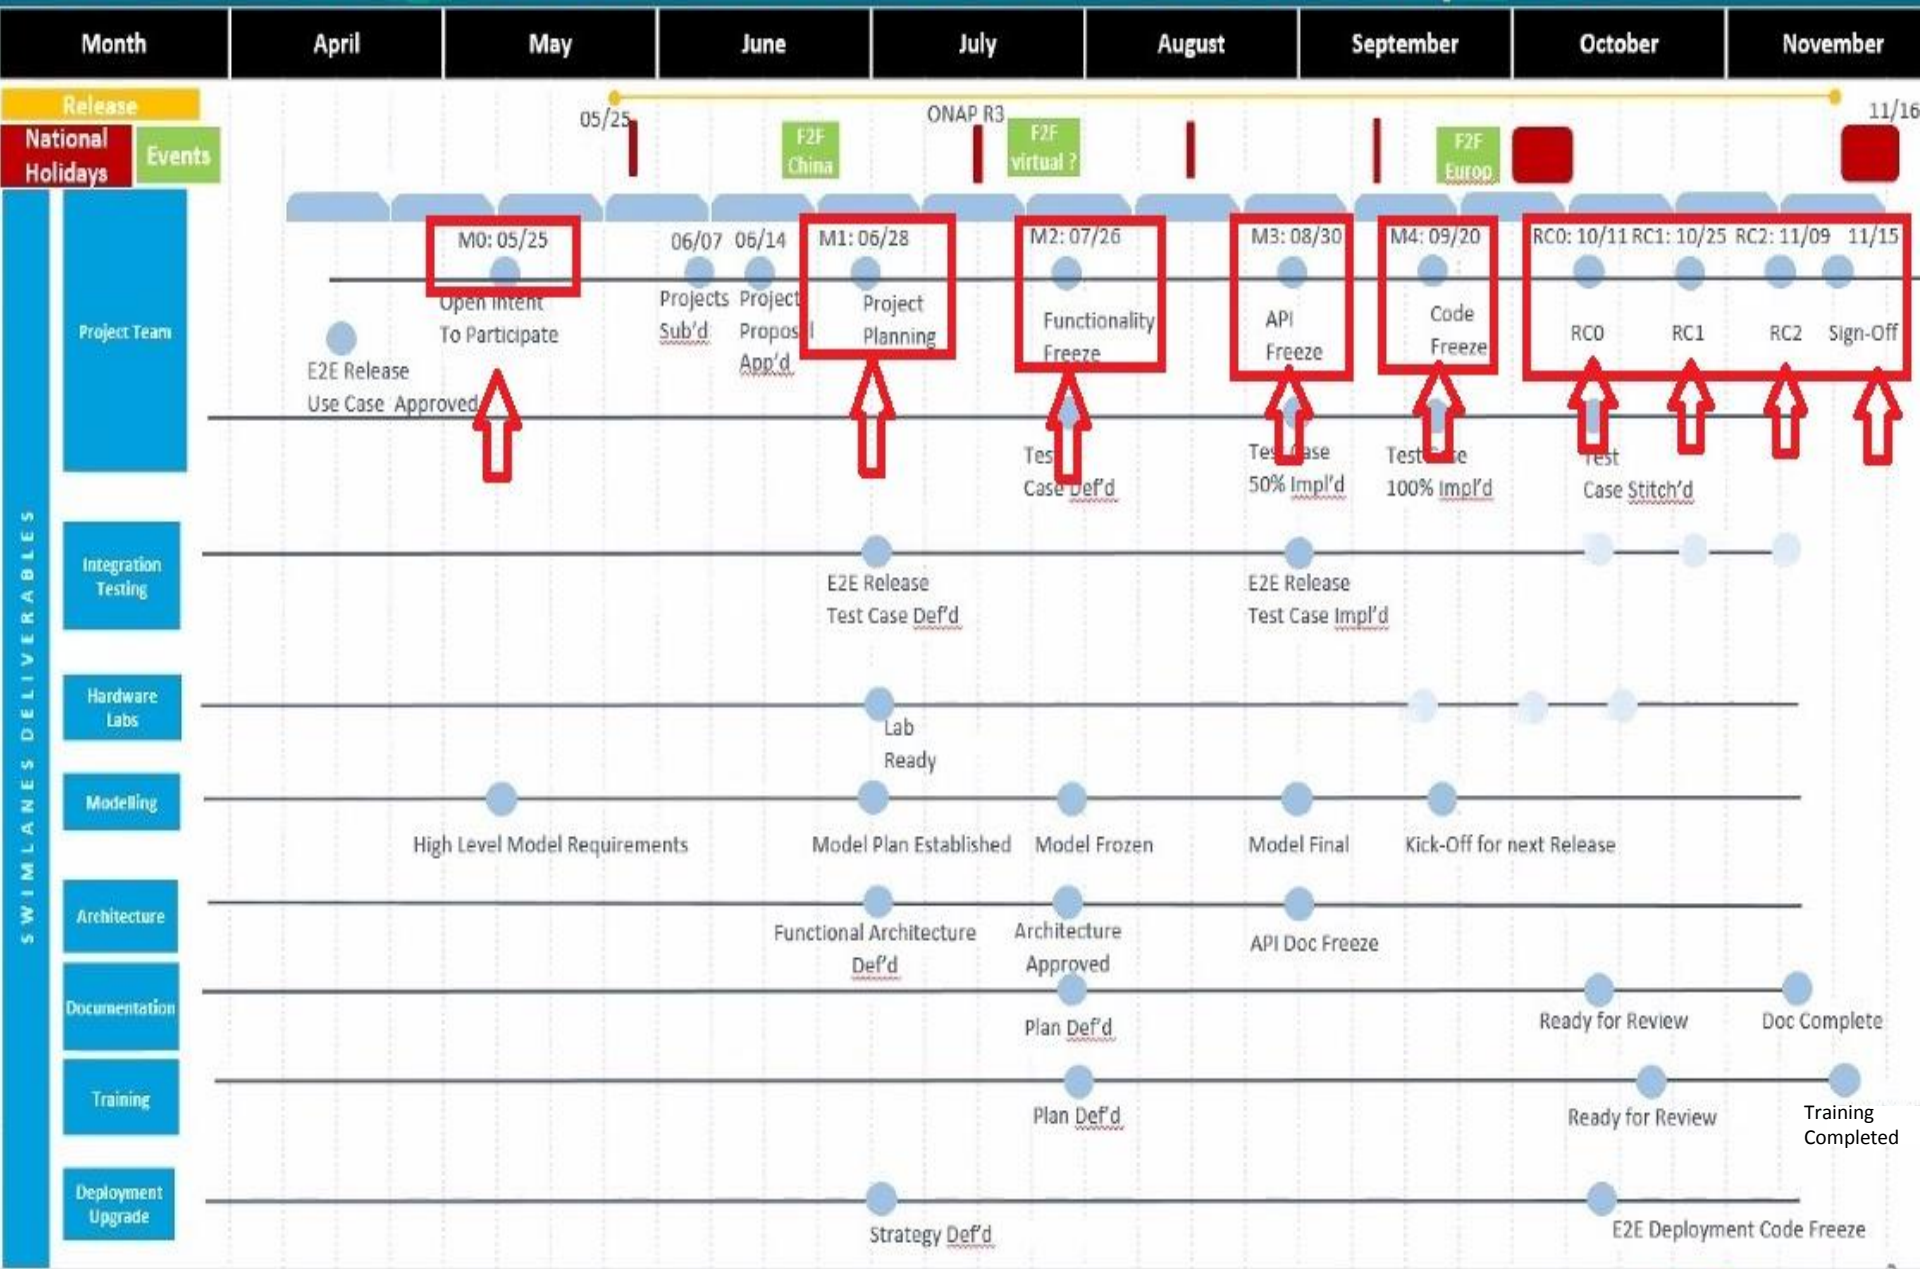 Month April May June July August September October November
Release
05/25 ONAP R3 11/16
National
Holidays
Events
F2F
China
F2F
virtual ?
F2F
Europ
Project Team
M0: 05/25 06/07 06/14 M1: 06/28 M2: 07/26 M3: 08/30 M4: 09/20 RC0: 10/11 RC1: 10/25 RC2: 11/09 11/15
Open Intent
To Participate
Projects
Sub'd
Project
Proposal
App'd
Project
Planning
Functionality
Freeze
API
Freeze
Code
Freeze
RC0 RC1 RC2 Sign-Off
E2E Release
Use Case Approved
Test
Case Def'd
Test Case
50% Impl'd
Test Case
100% Impl'd
Test
Case Stitch'd
SWIMLANES DELIVERABLES
Integration
Testing
E2E Release
Test Case Def'd
E2E Release
Test Case Impl'd
Hardware
Labs
Lab
Ready
Modelling
High Level Model Requirements Model Plan Established Model Frozen Model Final Kick-Off for next Release
Architecture
Functional Architecture
Def'd
Architecture
Approved
API Doc Freeze
Documentation
Plan Def'd Ready for Review Doc Complete
Training
Plan Def'd Ready for Review
Training
Completed
Deployment
Upgrade
Strategy Def'd E2E Deployment Code Freeze